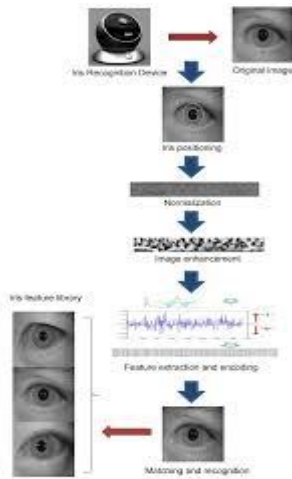 Iris Recognition Device
Original Image
Iris positioning
Normalization
Image enhancement
Iris feature library
Feature extraction and encoding
Matching and recognition